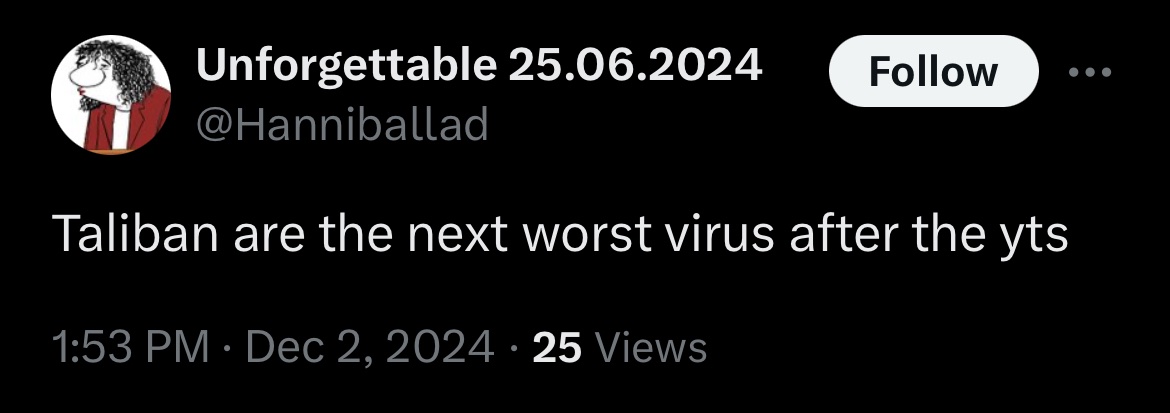 Unforgettable 25.06.2024
Follow
@Hanniballad
Taliban are the next worst virus after the yts
1:53 PM · Dec 2, 2024 · 25 Views